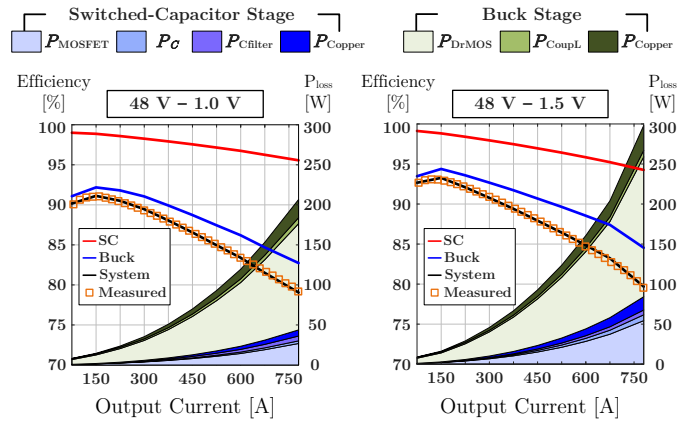 Switched-Capacitor Stage
Buck Stage
P_MOSFET P_C P_Cfilter P_Copper
P_DrMOS P_CoupL P_Copper
Efficiency [%]
P_loss [W]
48 V – 1.0 V
100
95
90
85
80
75
70
300
250
200
150
100
50
0
SC
Buck
System
Measured
150 300 450 600 750
Output Current [A]
Efficiency [%]
P_loss [W]
48 V – 1.5 V
100
95
90
85
80
75
70
300
250
200
150
100
50
0
SC
Buck
System
Measured
150 300 450 600 750
Output Current [A]